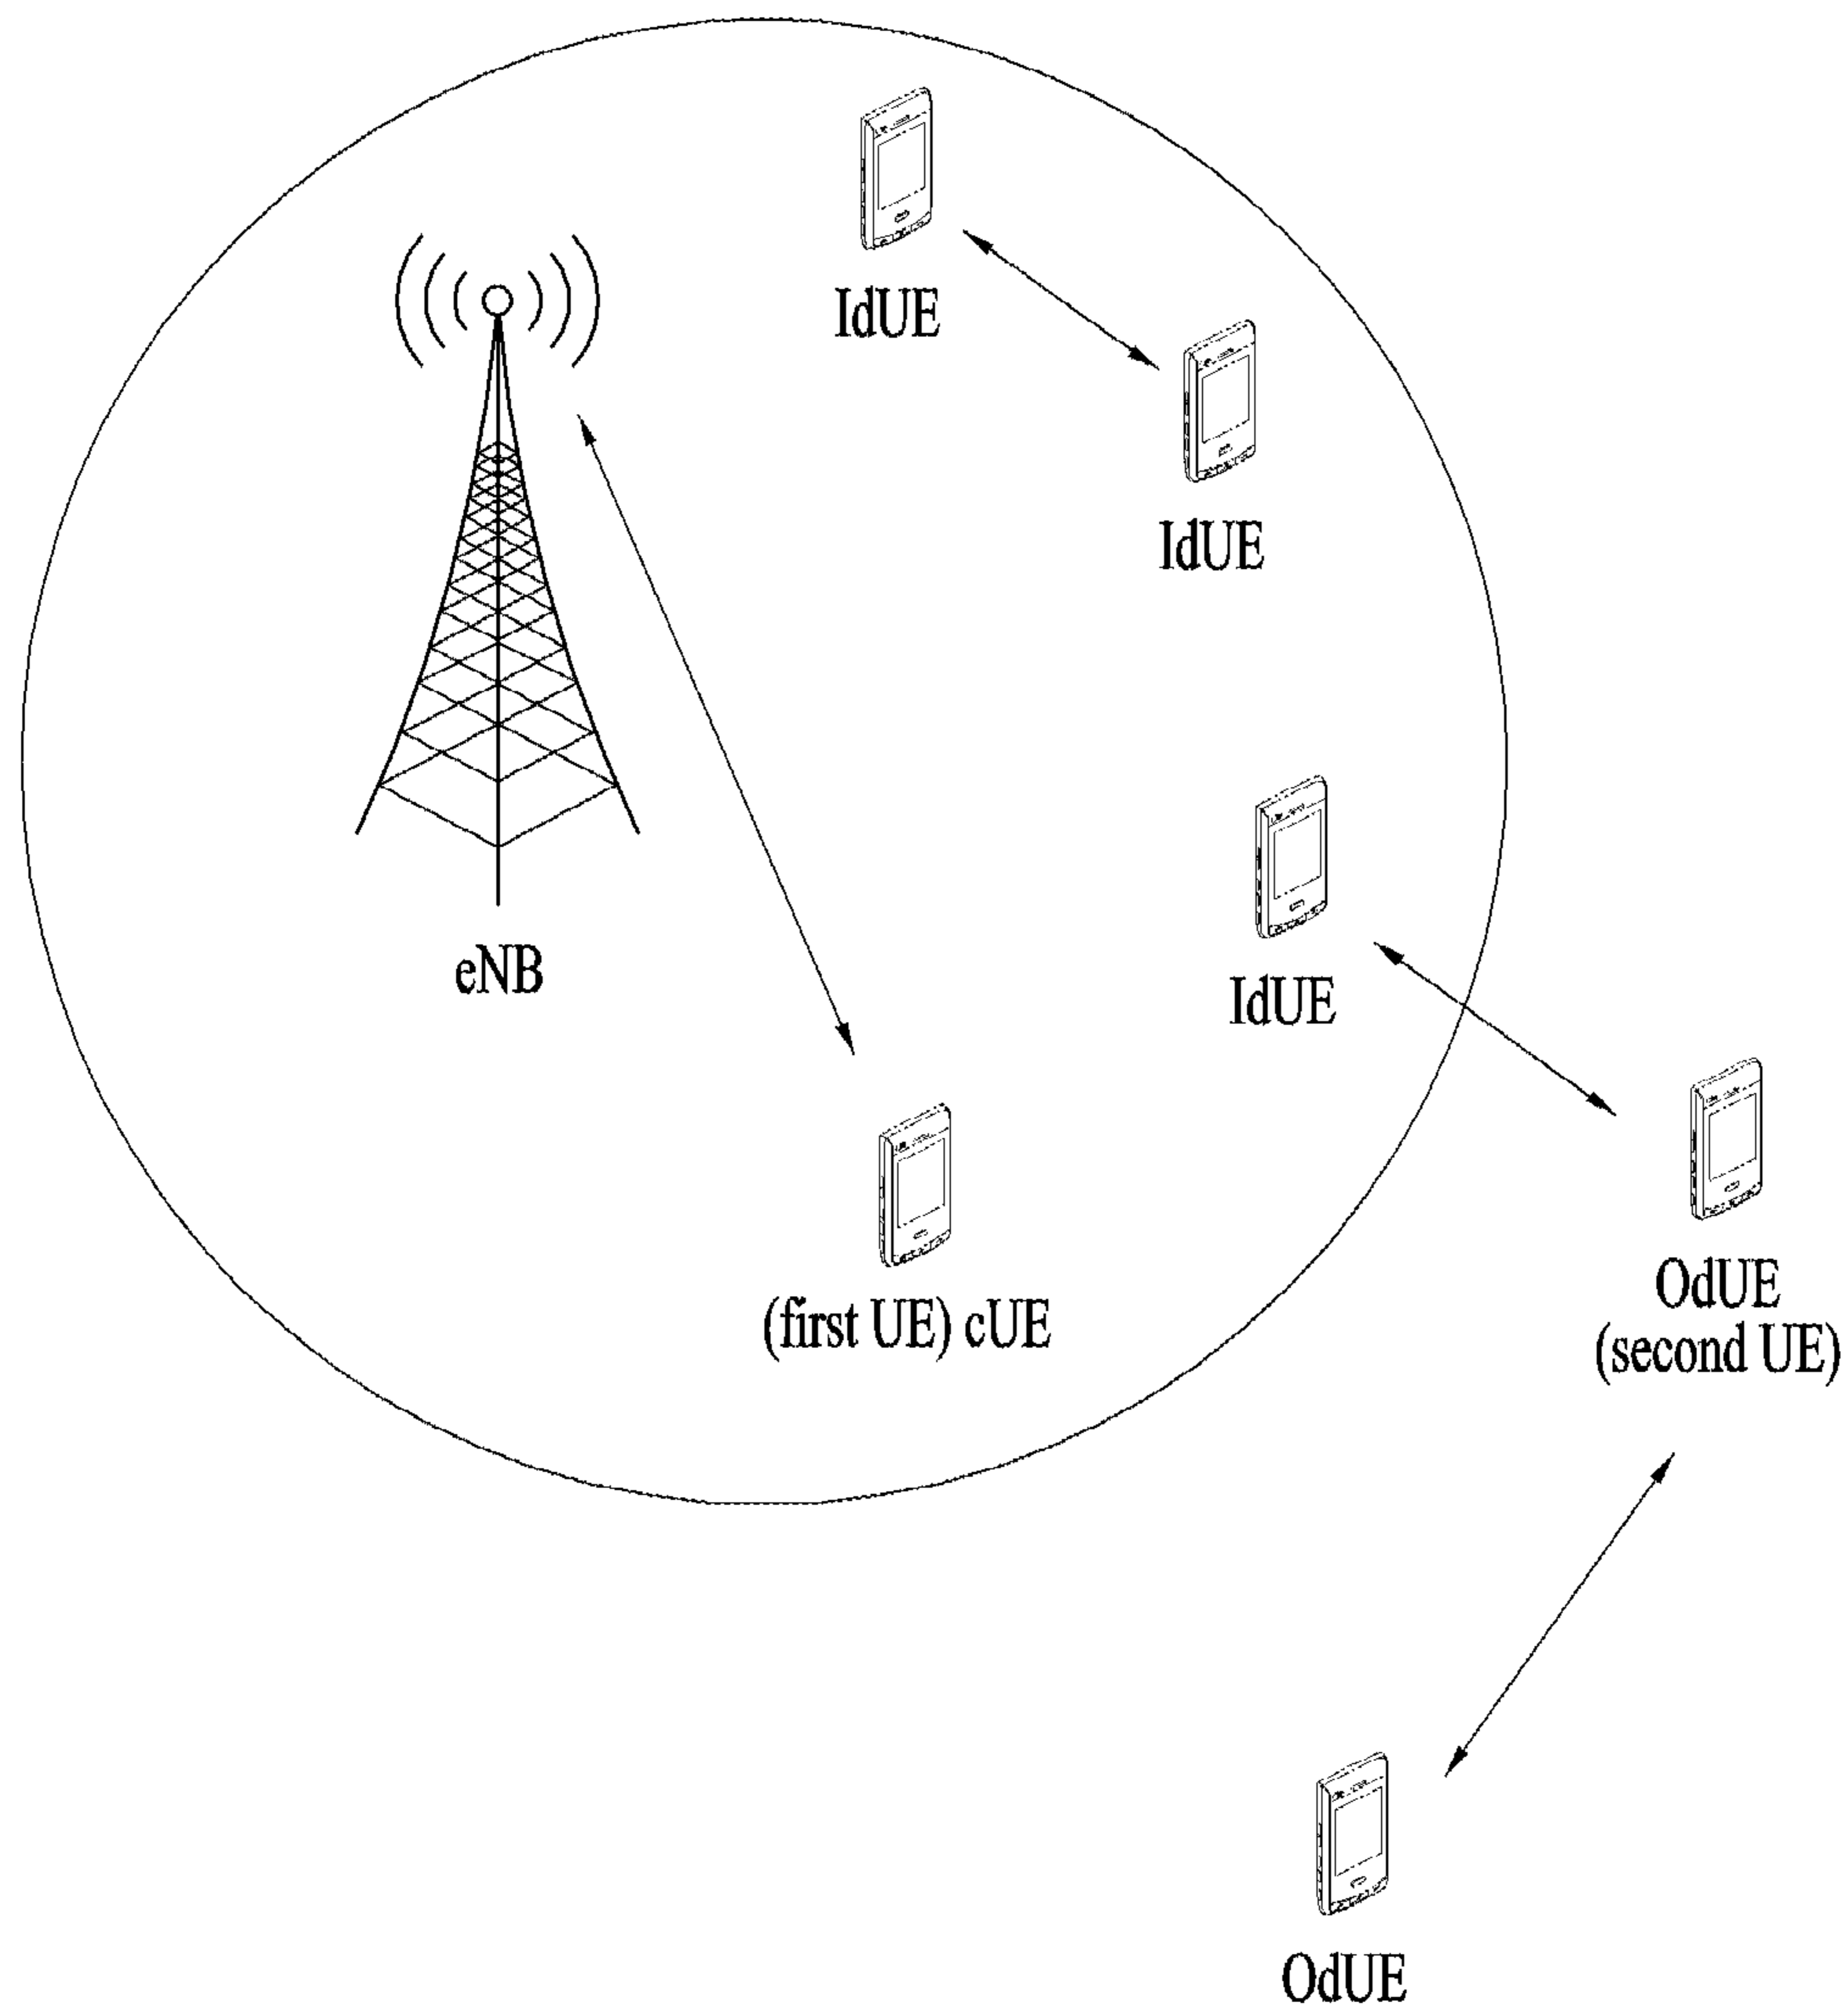 IdUE
IdUE
eNB
IdUE
(first UE) cUE
OdUE
(second UE)
OdUE